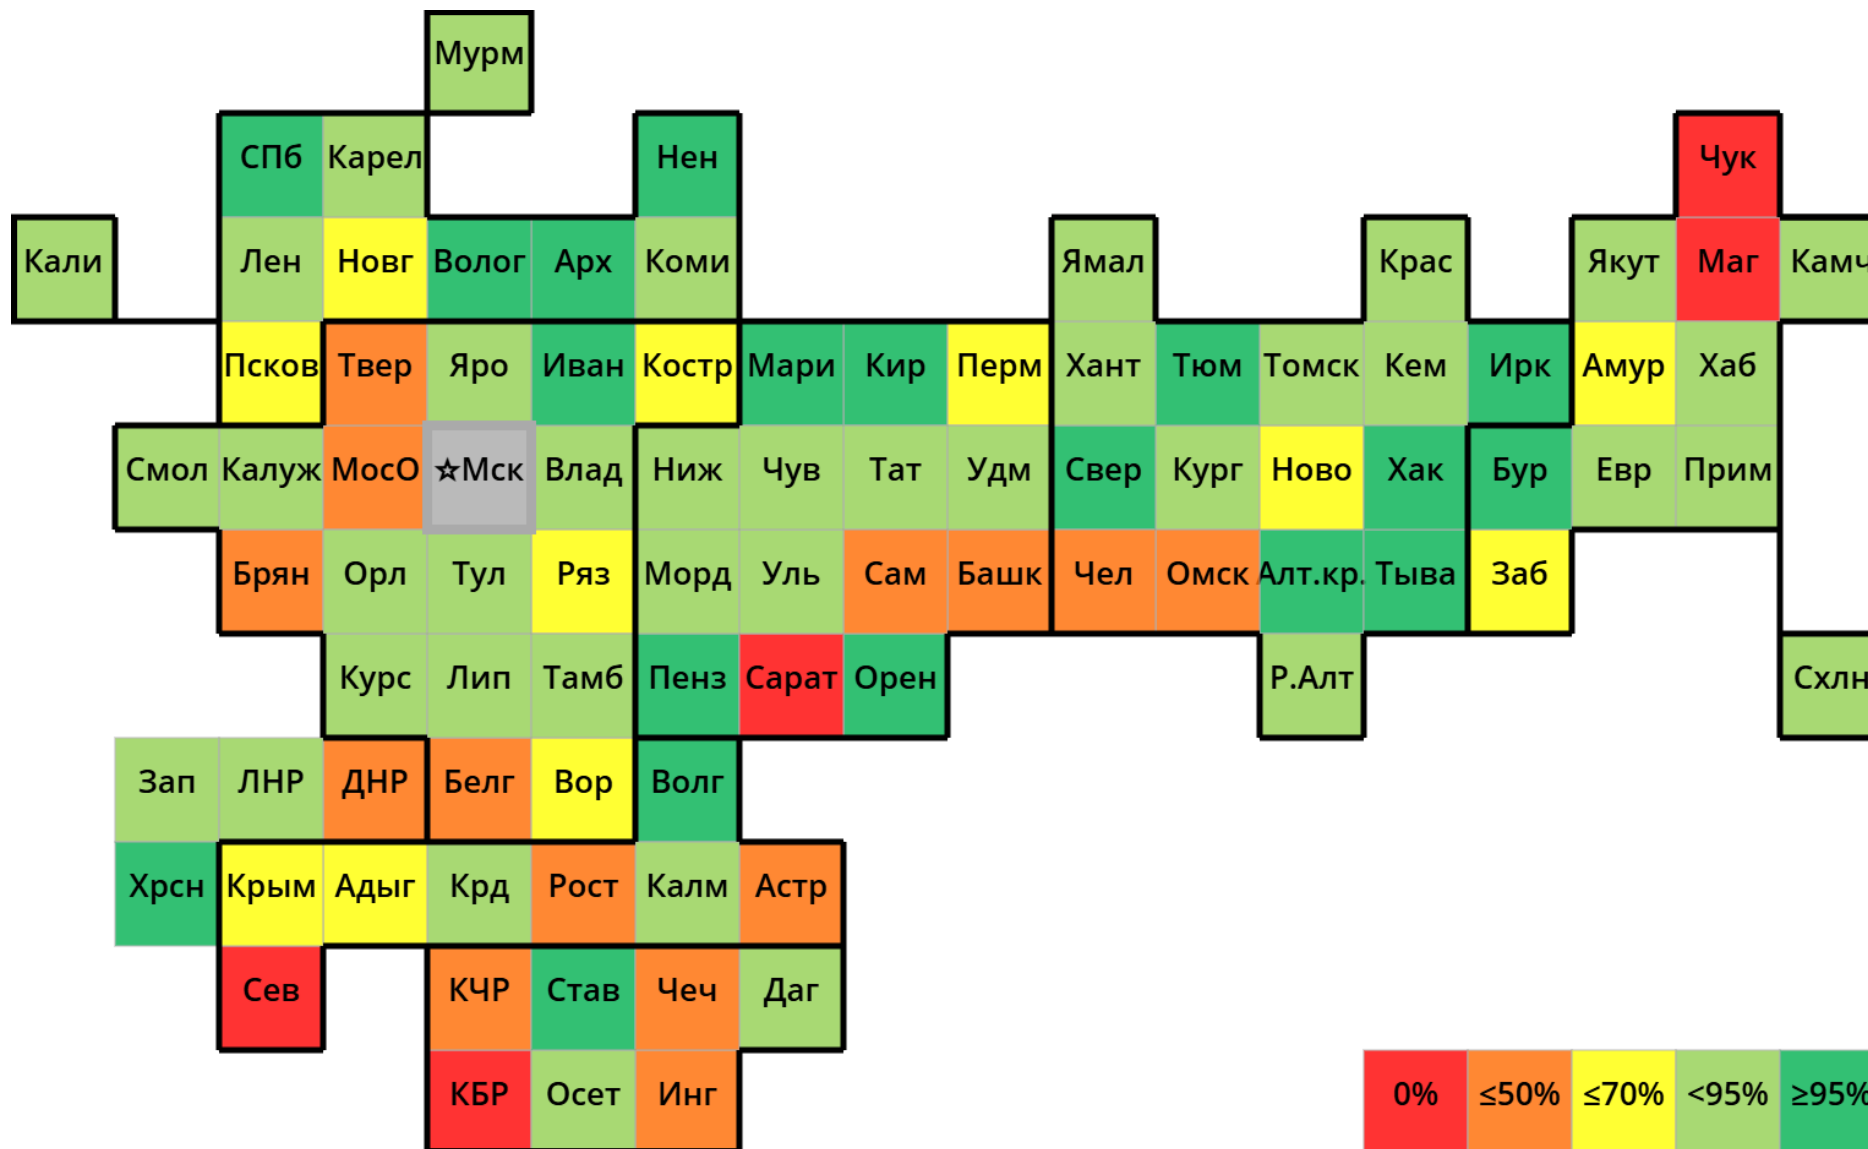 Мурм
СПб Карел Нен Чук
Кали Лен Новг Волог Арх Коми Ямал Крас Якут Маг Камч
Псков Твер Яро Иван Костр Мари Кир Перм Хант Тюм Томск Кем Ирк Амур Хаб
Смол Калуж МосО ☆Мск Влад Ниж Чув Тат Удм Свер Кург Ново Хак Бур Евр Прим
Брян Орл Тул Ряз Морд Уль Сам Башк Чел Омск Алт.кр. Тыва Заб
Курс Лип Тамб Пенз Сарат Орен Р.Алт Схлн
Зап ЛНР ДНР Белг Вор Волг
Хрсн Крым Адыг Крд Рост Калм Астр
Сев КЧР Став Чеч Даг
КБР Осет Инг 0% ≤50% ≤70% <95% ≥95%